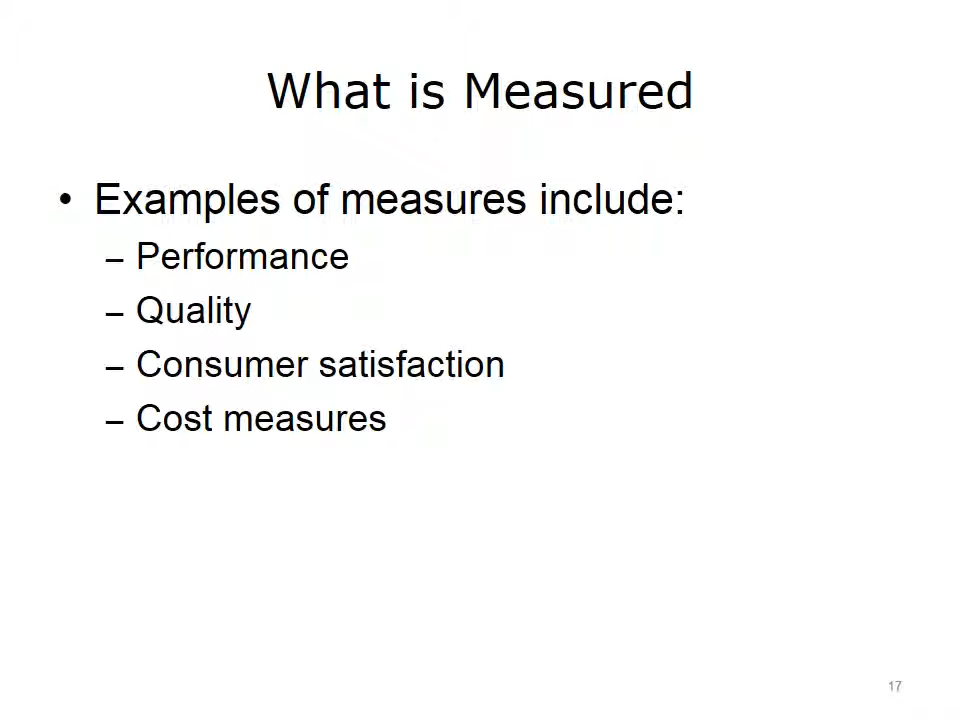 What is Measured
• Examples of measures include:
– Performance
– Quality
– Consumer satisfaction
– Cost measures
17